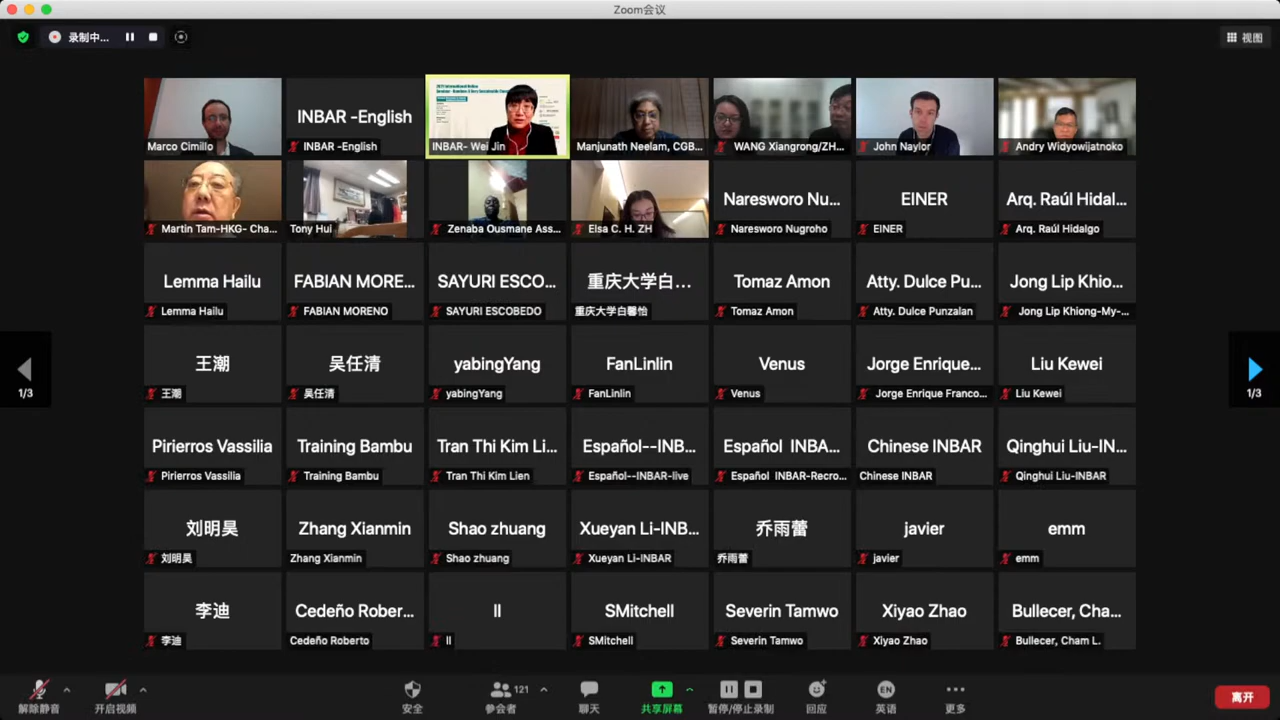 Zoom会议
录制中...
视图
Marco Cimillo
INBAR -English
INBAR -English
INBAR- Wei Jin
Manjunath Neelam, CGB...
WANG Xiangrong/ZH...
John Naylor
Andry Widyowijatnoko
Martin Tam-HKG- Cha...
Tony Hui
Zenaba Ousmane Ass...
Elsa C. H. ZH
Naresworo Nu...
Naresworo Nugroho
EINER
EINER
Arq. Raúl Hidal...
Arq. Raúl Hidalgo
Lemma Hailu
Lemma Hailu
FABIAN MORE...
FABIAN MORENO
SAYURI ESCO...
SAYURI ESCOBEDO
重庆大学白...
重庆大学白馨怡
Tomaz Amon
Tomaz Amon
Atty. Dulce Pu...
Atty. Dulce Punzalan
Jong Lip Khio...
Jong Lip Khiong-My-...
王潮
王潮
吴任清
吴任清
yabingYang
yabingYang
FanLinlin
FanLinlin
Venus
Venus
Jorge Enrique...
Jorge Enrique Franco...
Liu Kewei
Liu Kewei
1/3
1/3
Pirierros Vassilia
Pirierros Vassilia
Training Bambu
Training Bambu
Tran Thi Kim Li...
Tran Thi Kim Lien
Español--INB...
Español--INBAR-live
Español INBA...
Español INBAR-Recro...
Chinese INBAR
Chinese INBAR
Qinghui Liu-IN...
Qinghui Liu-INBAR
刘明昊
刘明昊
Zhang Xianmin
Zhang Xianmin
Shao zhuang
Shao zhuang
Xueyan Li-INB...
Xueyan Li-INBAR
乔雨蕾
乔雨蕾
javier
javier
emm
emm
李迪
李迪
Cedeño Rober...
Cedeño Roberto
ll
ll
SMitchell
SMitchell
Severin Tamwo
Severin Tamwo
Xiyao Zhao
Xiyao Zhao
Bullecer, Cha...
Bullecer, Cham L.
解除静音
开启视频
安全
121
参会者
聊天
共享屏幕
暂停/停止录制
回应
EN
英语
更多
离开